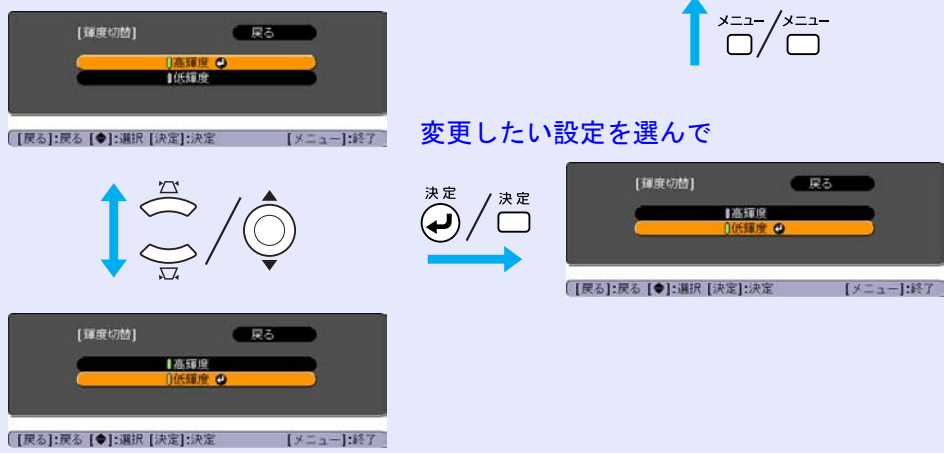 [輝度切替] 戻る
高輝度
低輝度
[戻る]:戻る [◆]:選択 [決定]:決定 [メニュー]:終了
メニュー/メニュー
変更したい設定を選んで
決定/決定
[輝度切替] 戻る
高輝度
低輝度
[戻る]:戻る [◆]:選択 [決定]:決定 [メニュー]:終了
[輝度切替] 戻る
高輝度
低輝度
[戻る]:戻る [◆]:選択 [決定]:決定 [メニュー]:終了